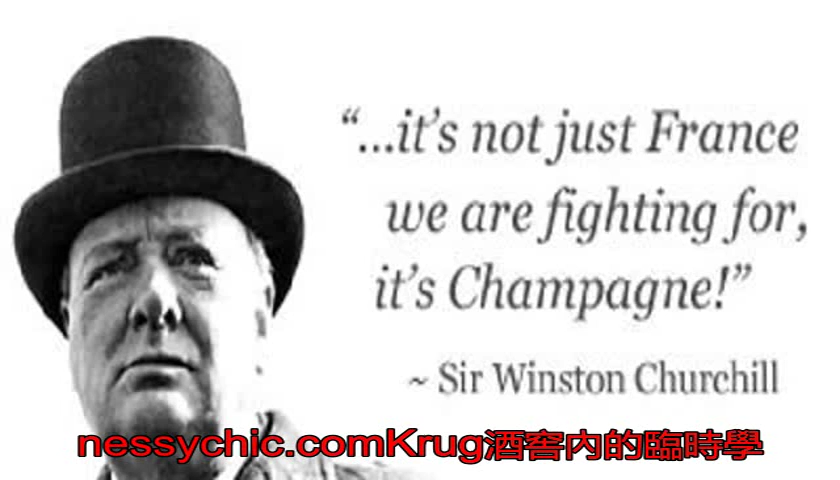 “...it’s not just France
we are fighting for,
it’s Champagne!”
~ Sir Winston Churchill
nessychic.comKrug酒窖內的臨時學